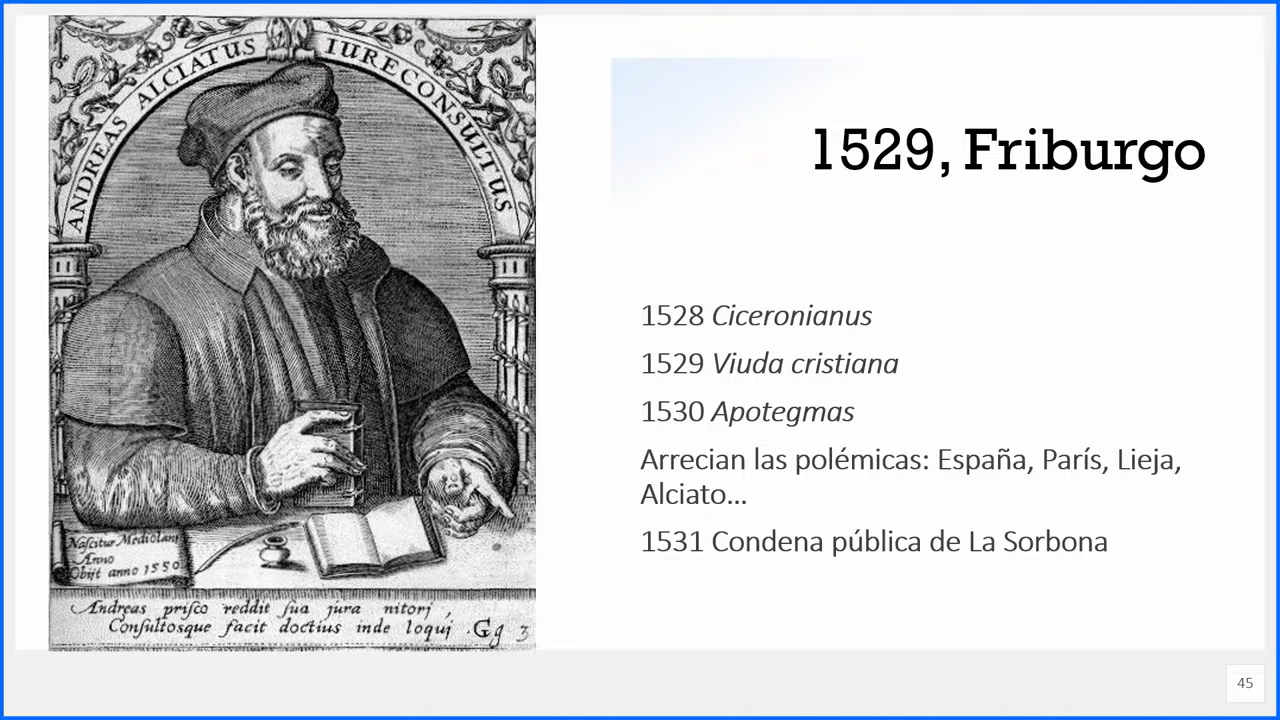 ANDREAS ALCIATUS IURECONSULTUS
1529, Friburgo
1528 Ciceronianus
1529 Viuda cristiana
1530 Apotegmas
Arrecian las polémicas: España, París, Lieja,
Alciato...
1531 Condena pública de La Sorbona
Naſcitur Mediolani
Anno
Obijt anno 1550
Andreas priſco reddit ſua jura nitorj,
Conſultosque facit doctius inde loquj. Gg 3
45